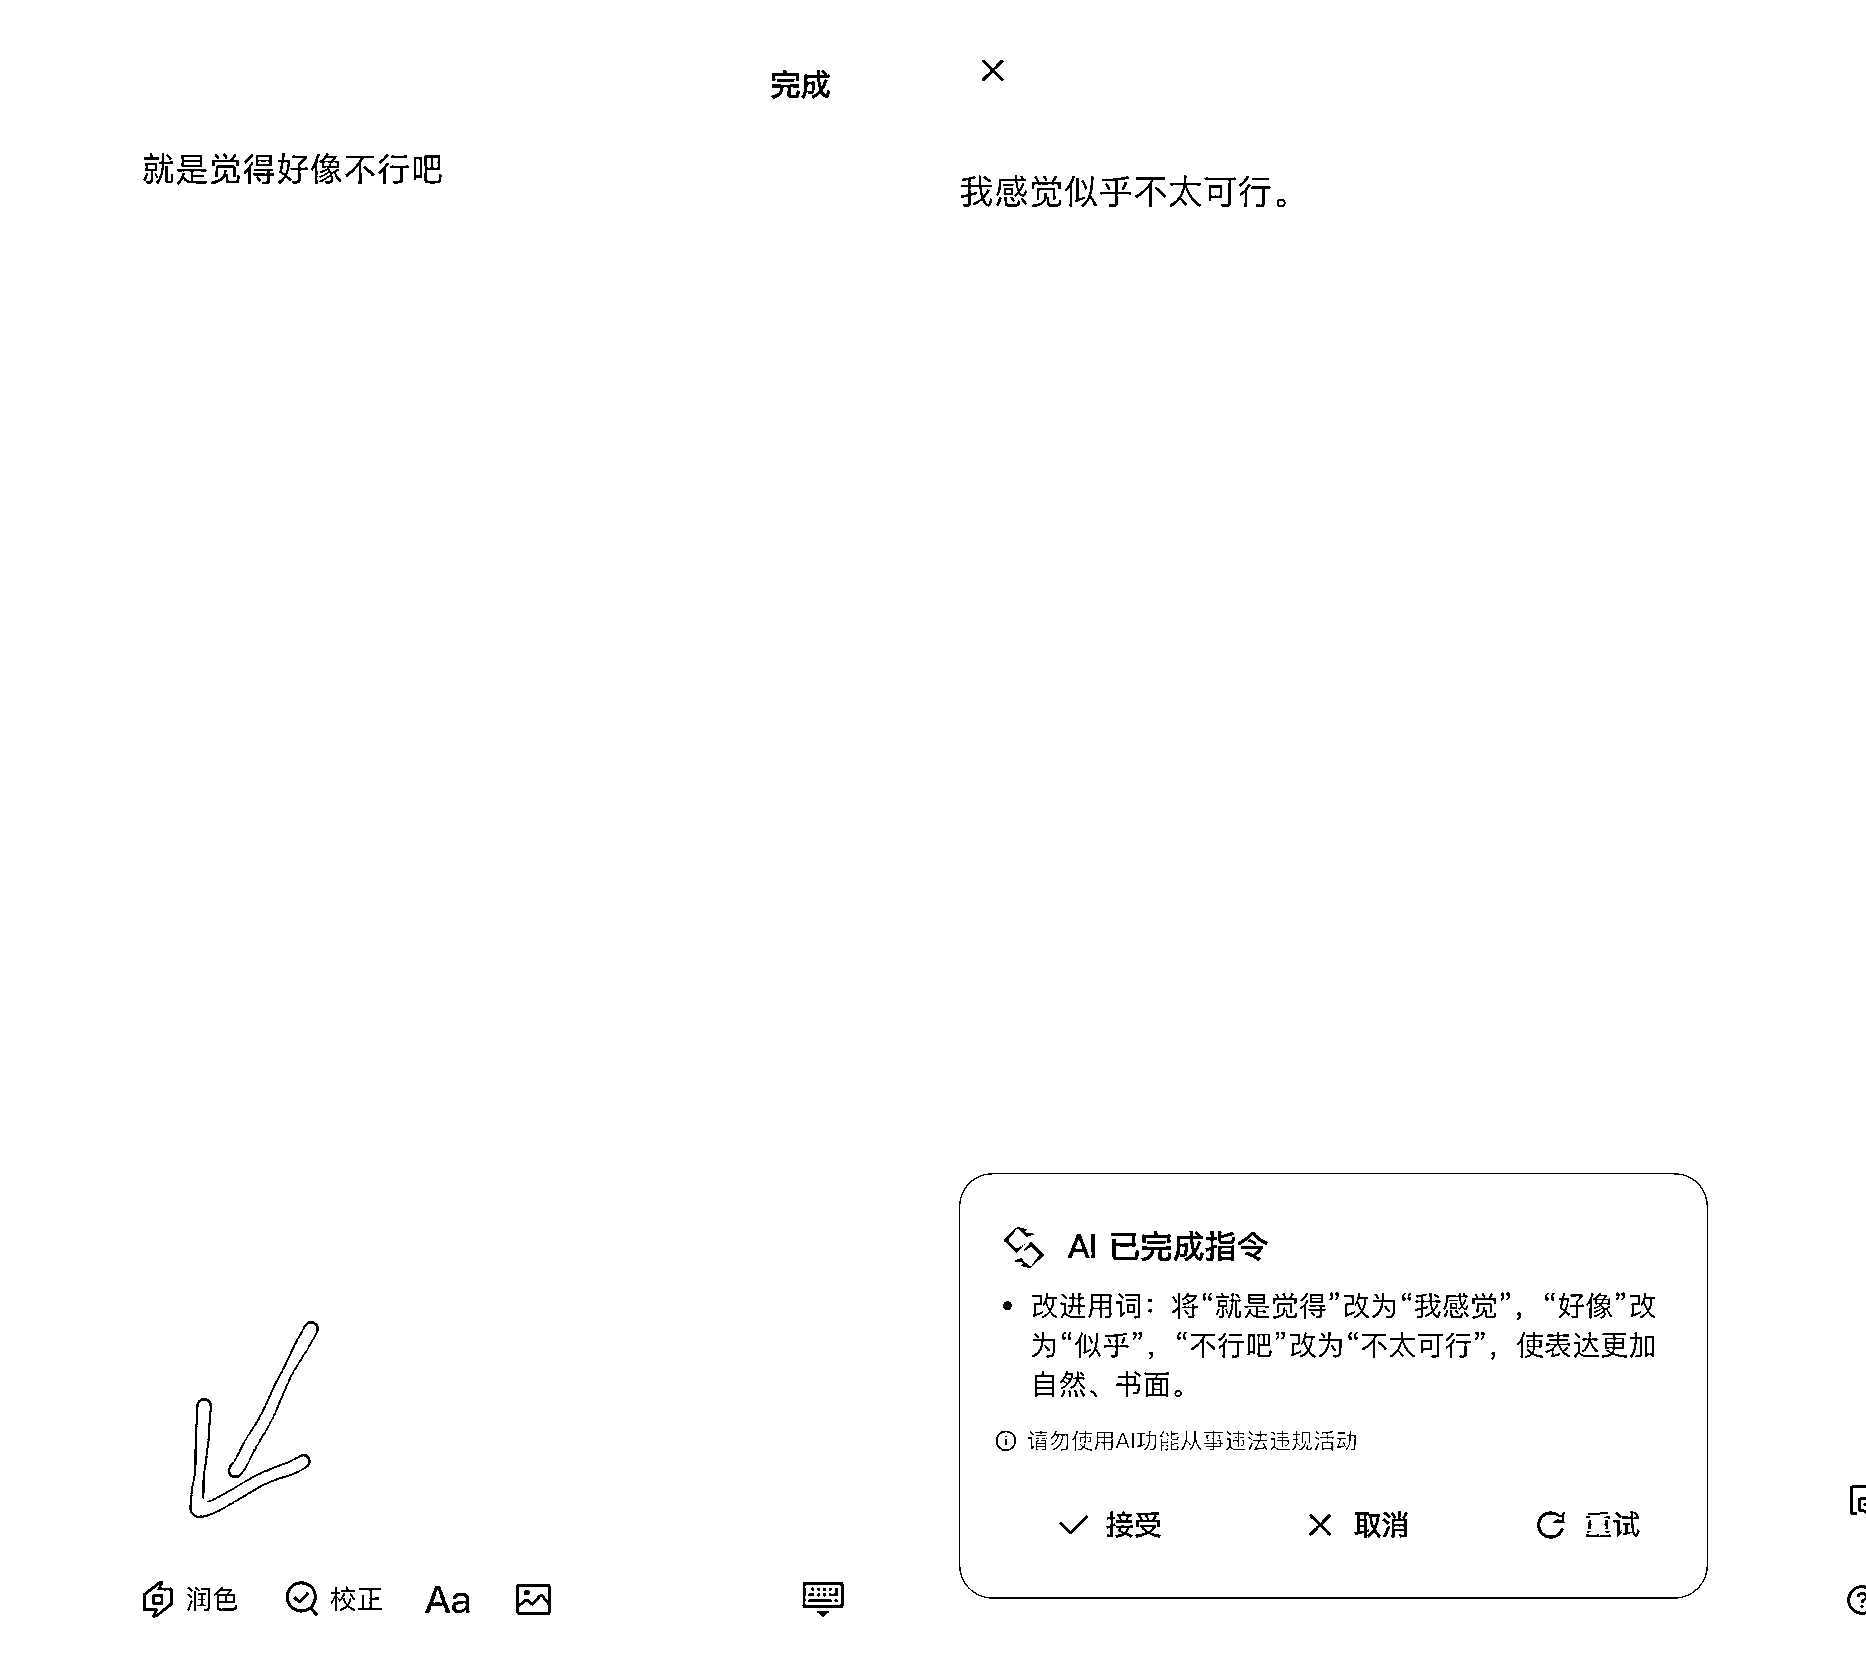 完成
就是觉得好像不行吧
润色
校正
Aa
我感觉似乎不太可行。
AI 已完成指令
• 改进用词：将“就是觉得”改为“我感觉”，“好像”改
为“似乎”，“不行吧”改为“不太可行”，使表达更加
自然、书面。
请勿使用AI功能从事违法违规活动
接受
取消
重试